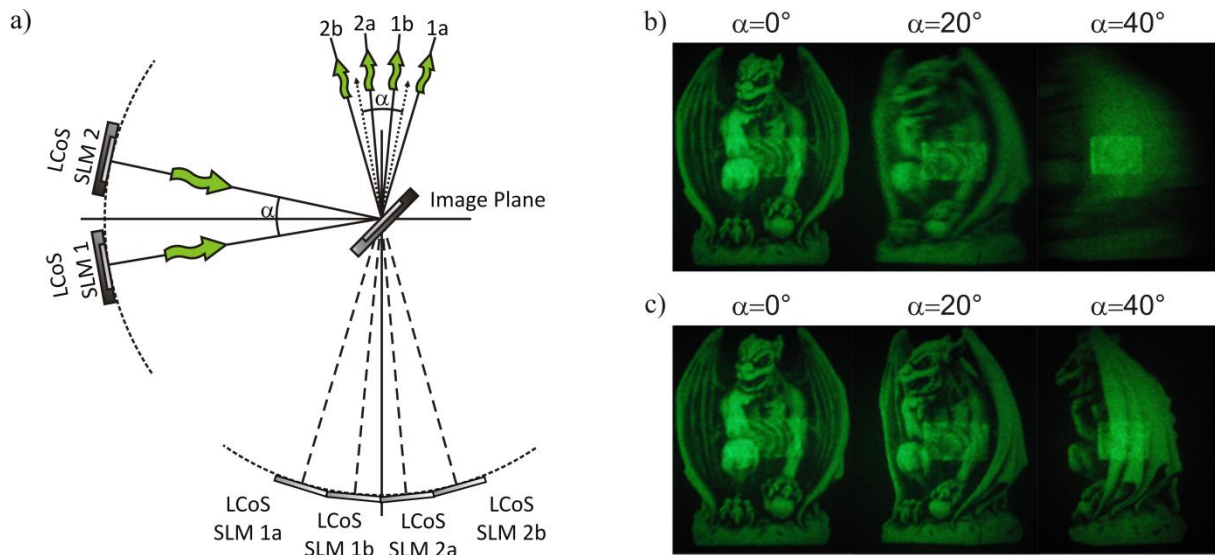 a)
2b 2a 1b 1a
α
LCoS
SLM 2
α
Image Plane
LCoS
SLM 1
LCoS
SLM 1a
LCoS
SLM 1b
LCoS
SLM 2a
LCoS
SLM 2b
b)
α=0° α=20° α=40°
c)
α=0° α=20° α=40°